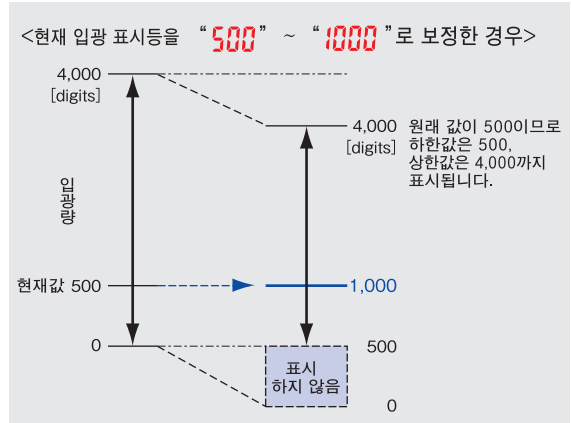 <현재 입광 표시등을 “500” ~ “1000”로 보정한 경우>
4,000
[digits]
4,000
[digits]
원래 값이 500이므로
하한값은 500,
상한값은 4,000까지
표시됩니다.
입광량
현재값 500
1,000
0
500
표시
하지 않음
0